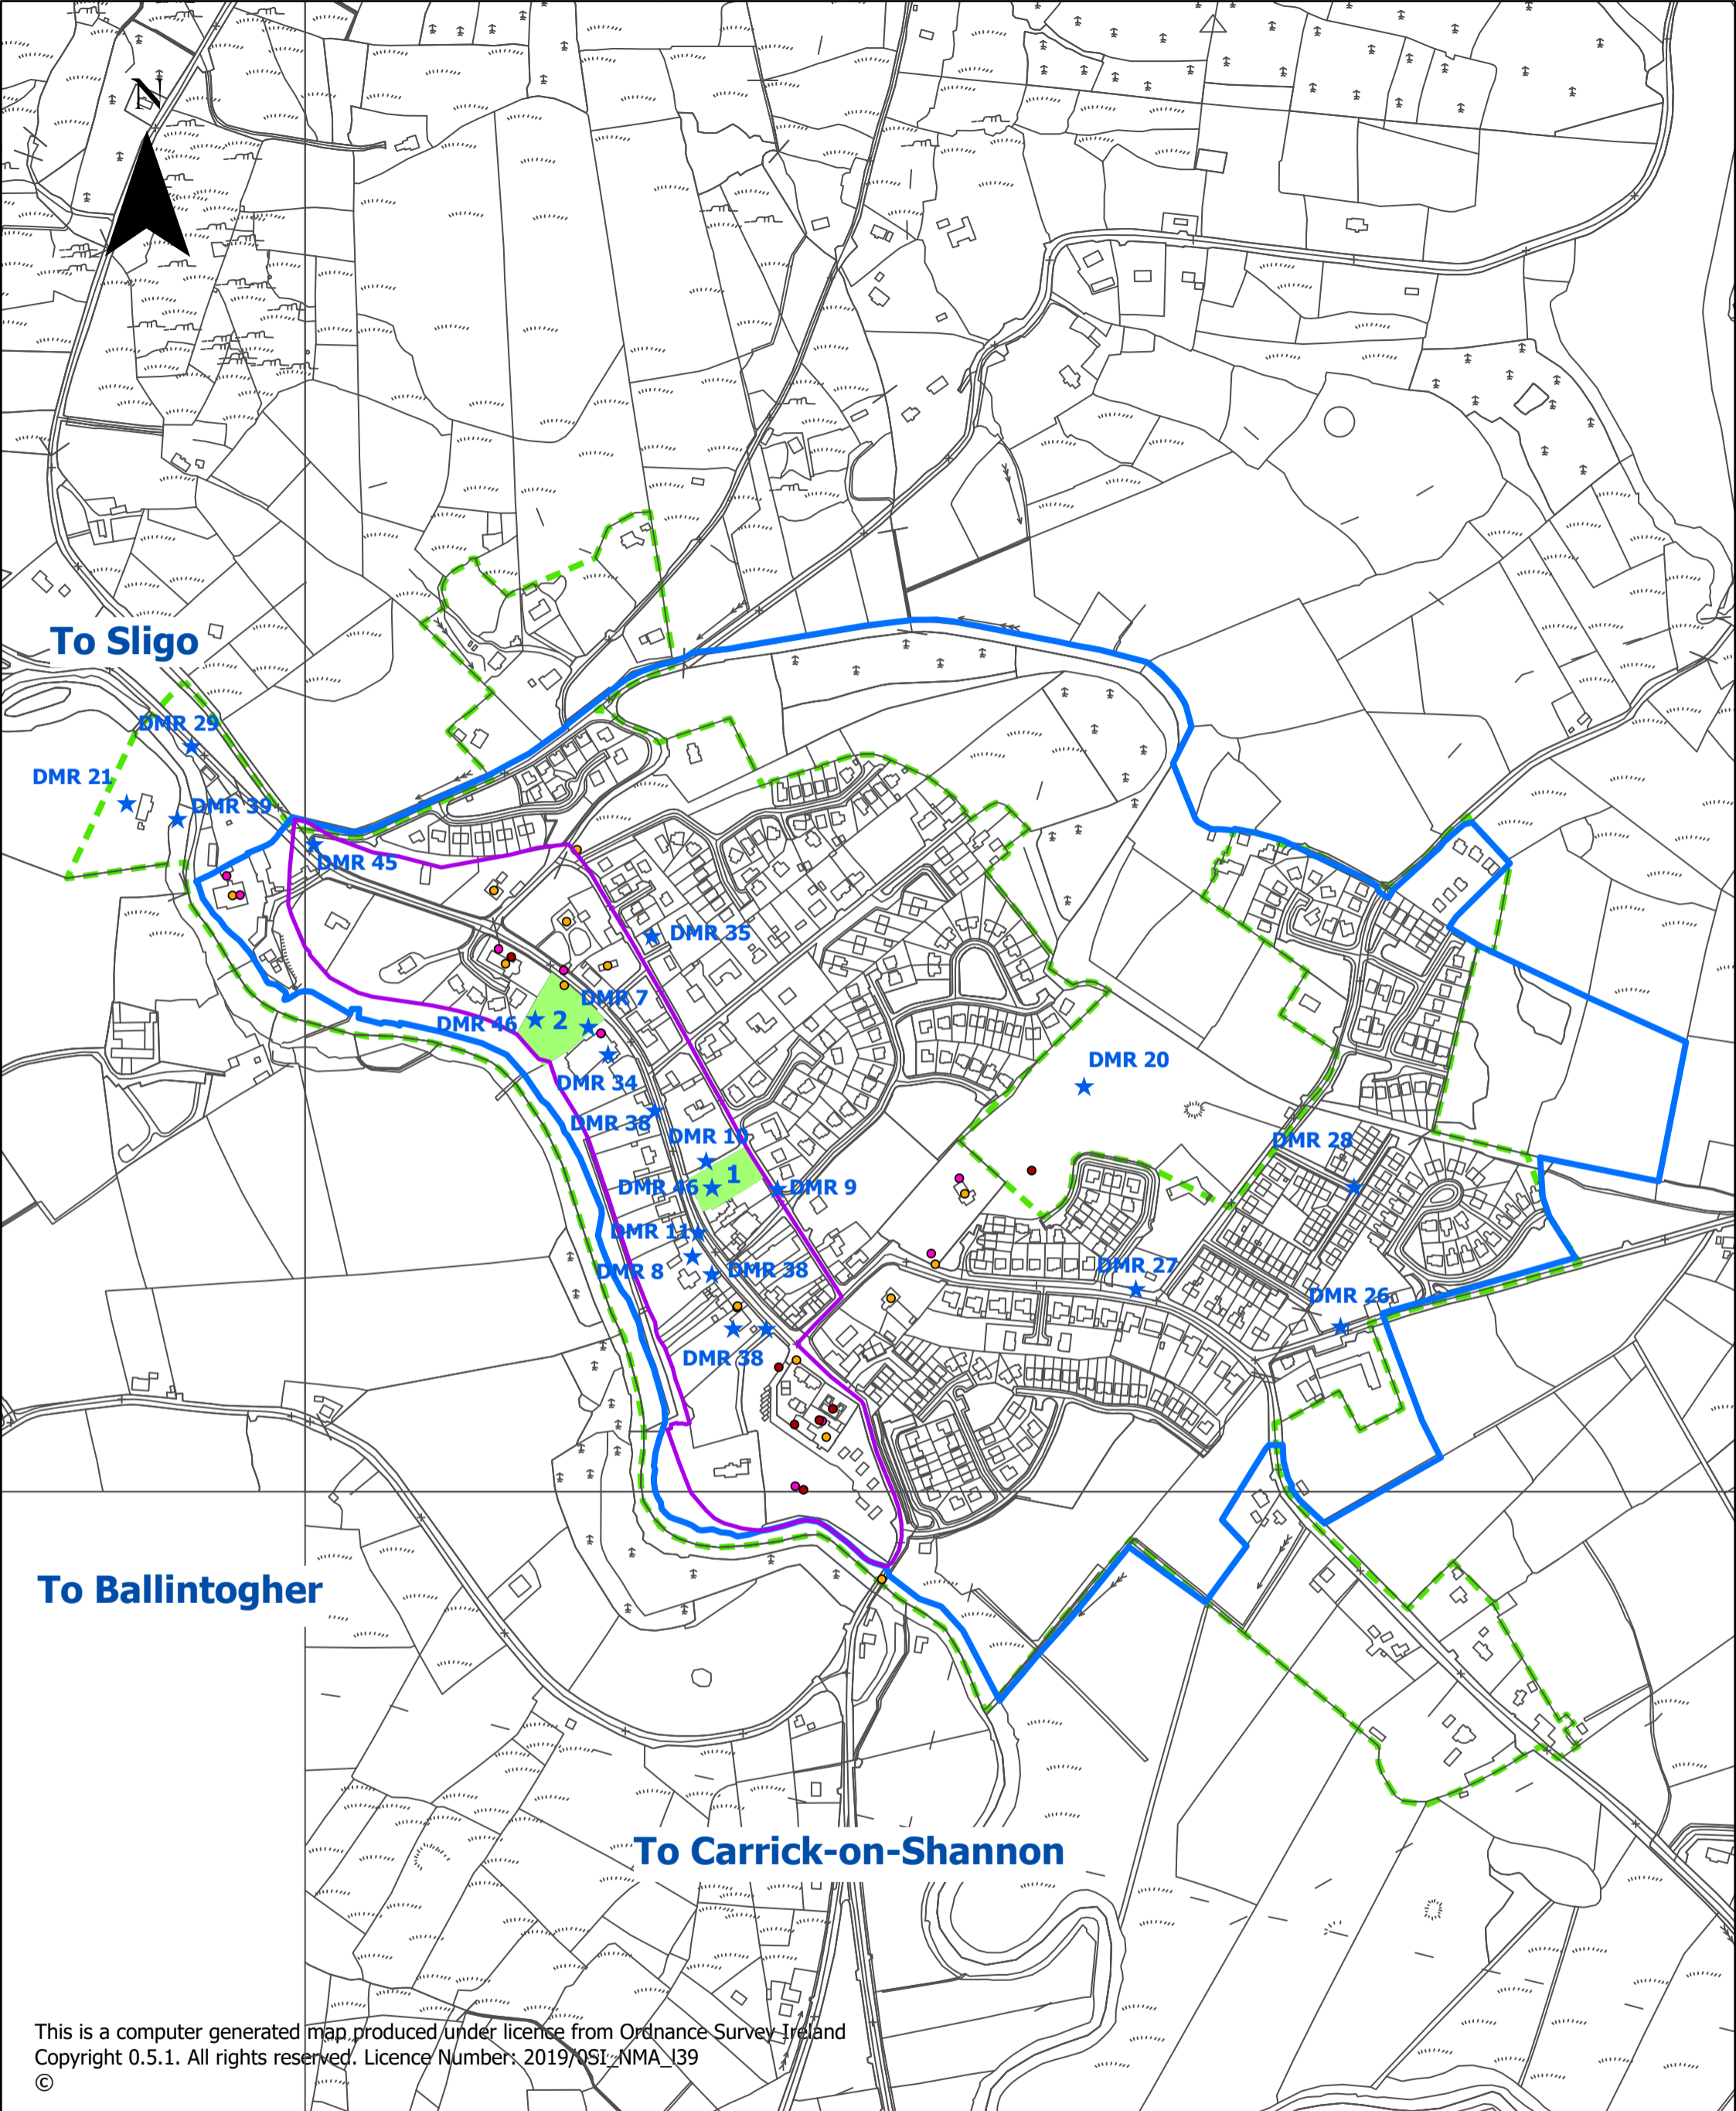 N
To Sligo
DMR 29
DMR 21
DMR 39
DMR 45
DMR 35
DMR 7
DMR 46
2
DMR 34
DMR 38
DMR 20
DMR 10
DMR 28
1
DMR 46
DMR 9
DMR 11
DMR 8
DMR 38
DMR 27
DMR 26
DMR 38
To Ballintogher
To Carrick-on-Shannon
This is a computer generated map produced under licence from Ordnance Survey Ireland
Copyright 0.5.1. All rights reserved. Licence Number: 2019/0SI_NMA_I39
©